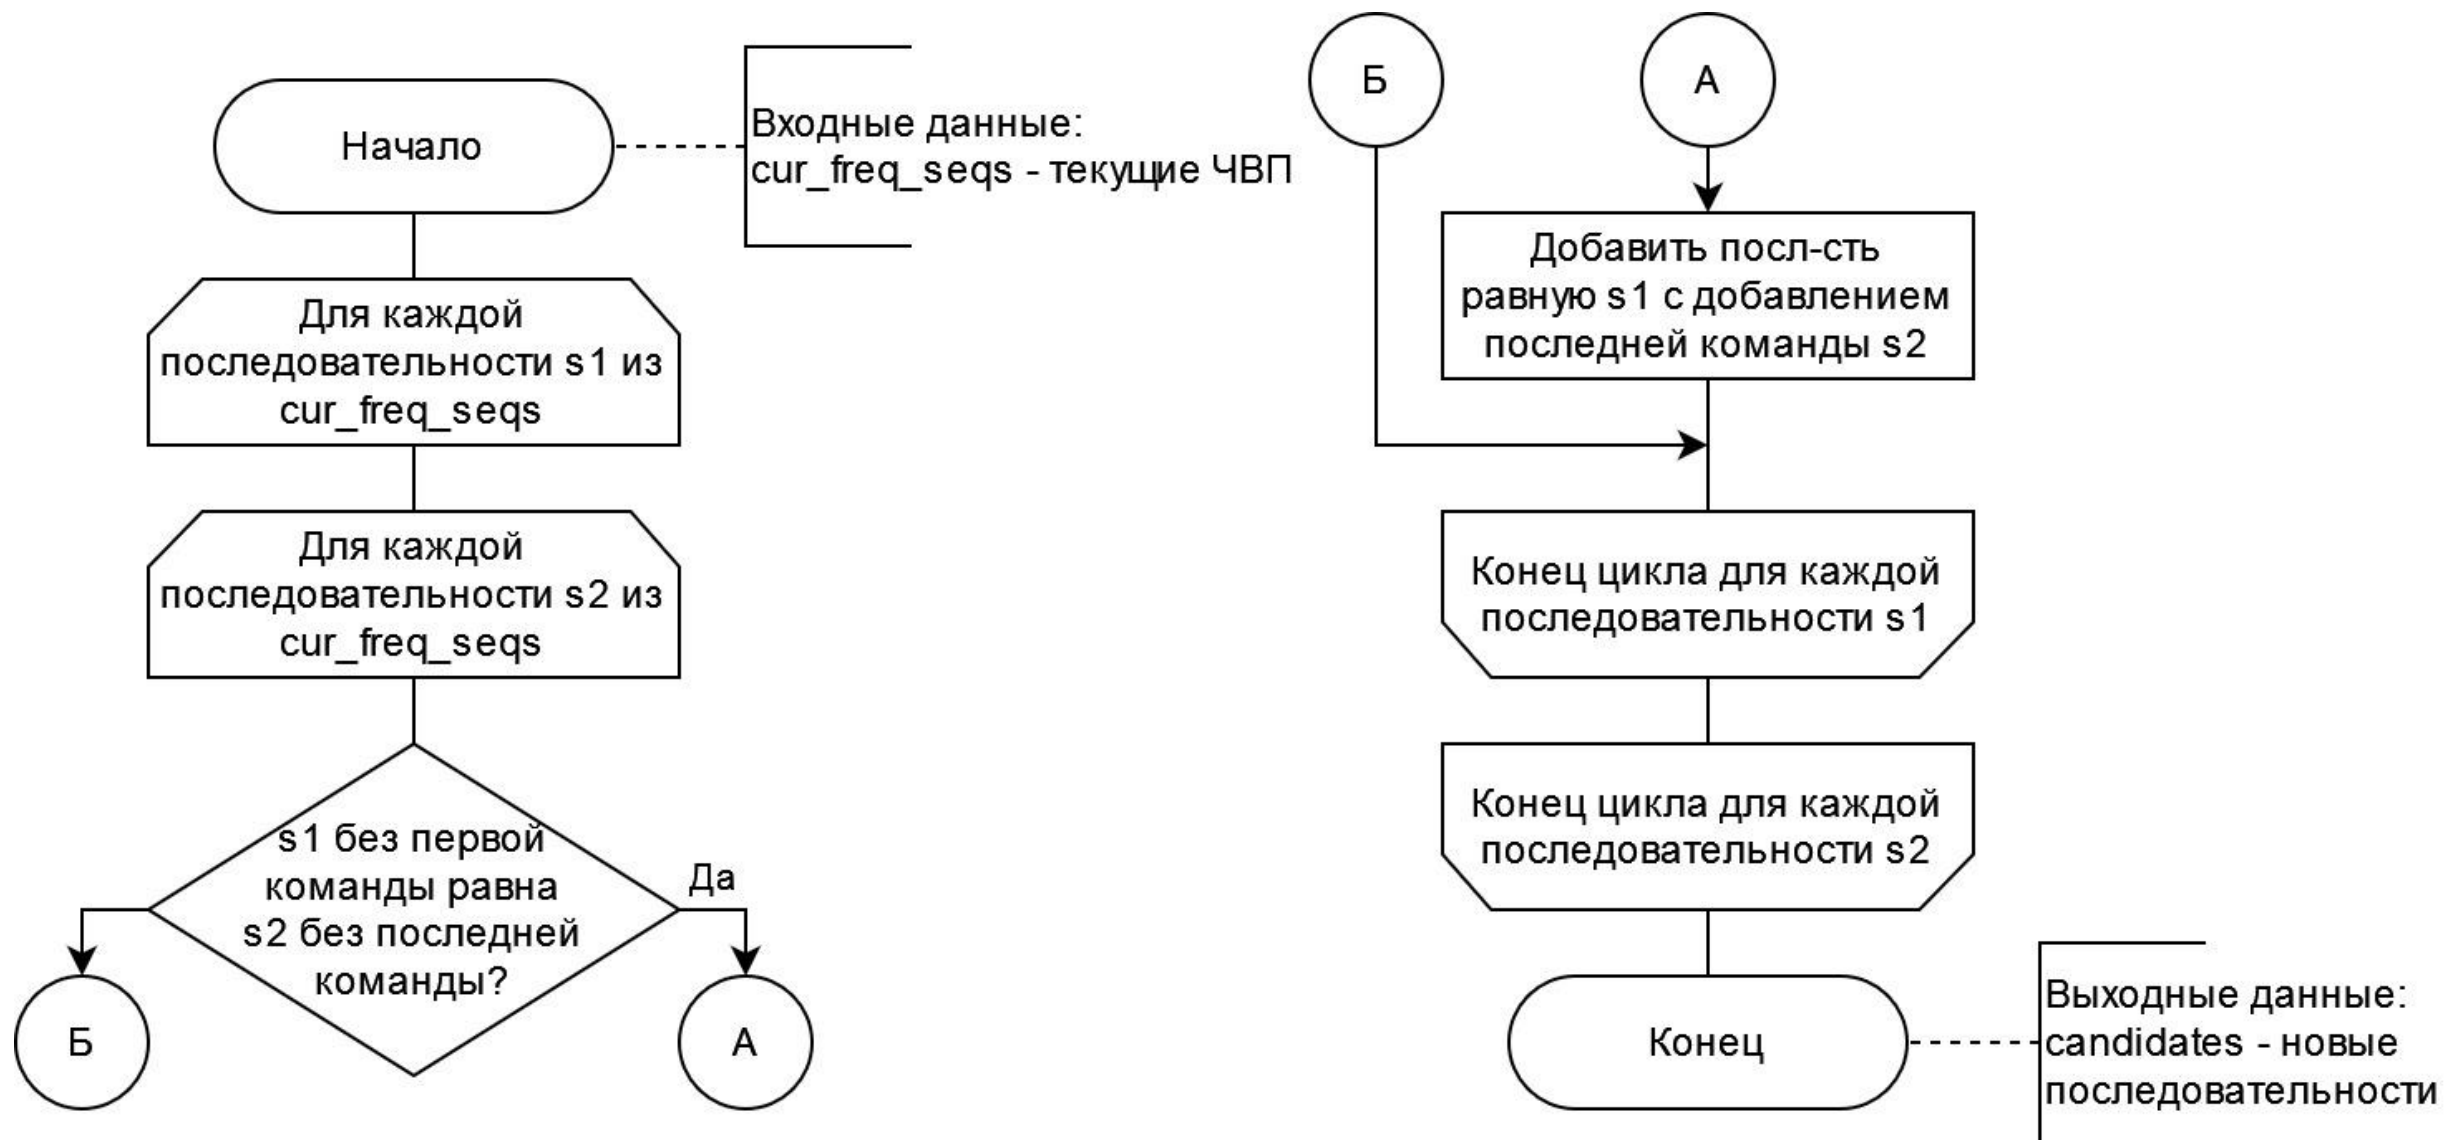 Начало
Входные данные:
cur_freq_seqs - текущие ЧВП
Для каждой
последовательности s1 из
cur_freq_seqs
Для каждой
последовательности s2 из
cur_freq_seqs
s1 без первой
команды равна
s2 без последней
команды?
Да
Б
А
Б
А
Добавить посл-сть
равную s1 с добавлением
последней команды s2
Конец цикла для каждой
последовательности s1
Конец цикла для каждой
последовательности s2
Конец
Выходные данные:
candidates - новые
последовательности